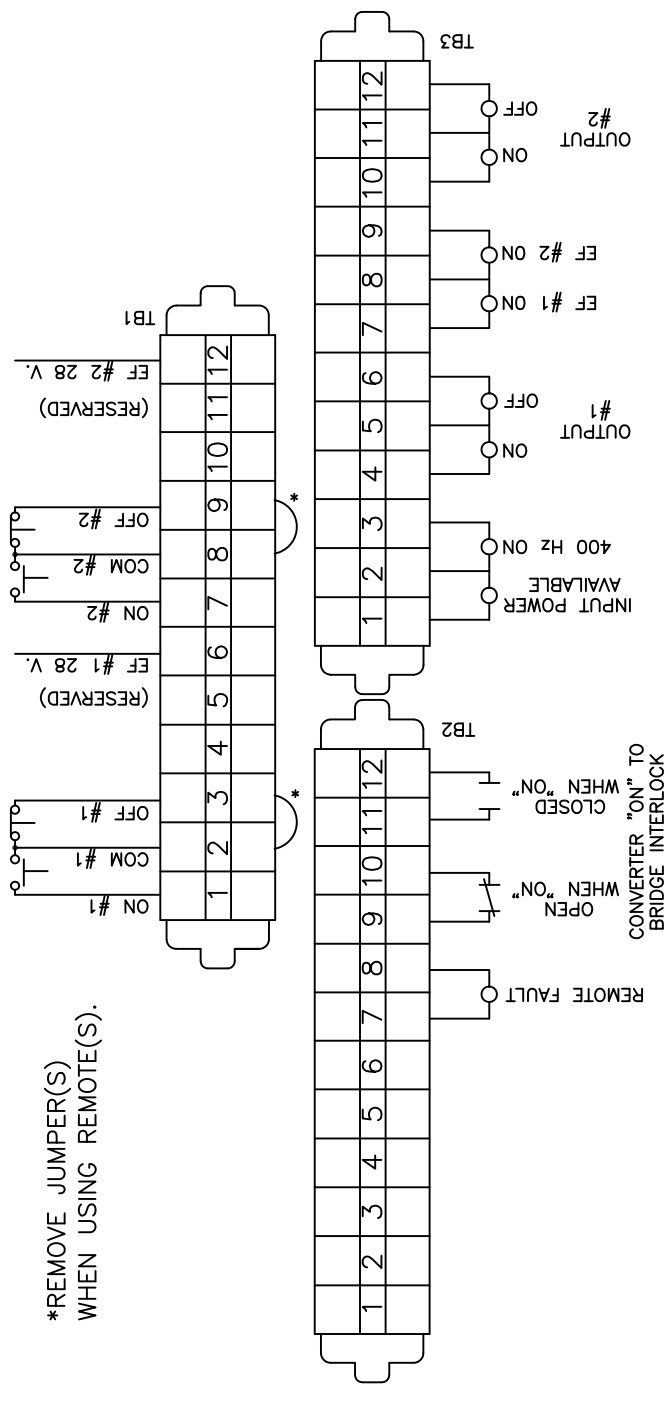 *REMOVE JUMPER(S)
WHEN USING REMOTE(S).
TB1
1
2
3
4
5
6
7
8
9
10
11
12
ON #1
COM #1
OFF #1
(RESERVED)
EF #1 28 V.
ON #2
COM #2
OFF #2
(RESERVED)
EF #2 28 V.
*
*
TB2
1
2
3
4
5
6
7
8
9
10
11
12
REMOTE FAULT
OPEN
WHEN "ON"
CLOSED
WHEN "ON"
CONVERTER "ON" TO
BRIDGE INTERLOCK
TB3
1
2
3
4
5
6
7
8
9
10
11
12
INPUT POWER
AVAILABLE
400 Hz ON
ON
OFF
OUTPUT
#1
EF #1 ON
EF #2 ON
ON
OFF
OUTPUT
#2